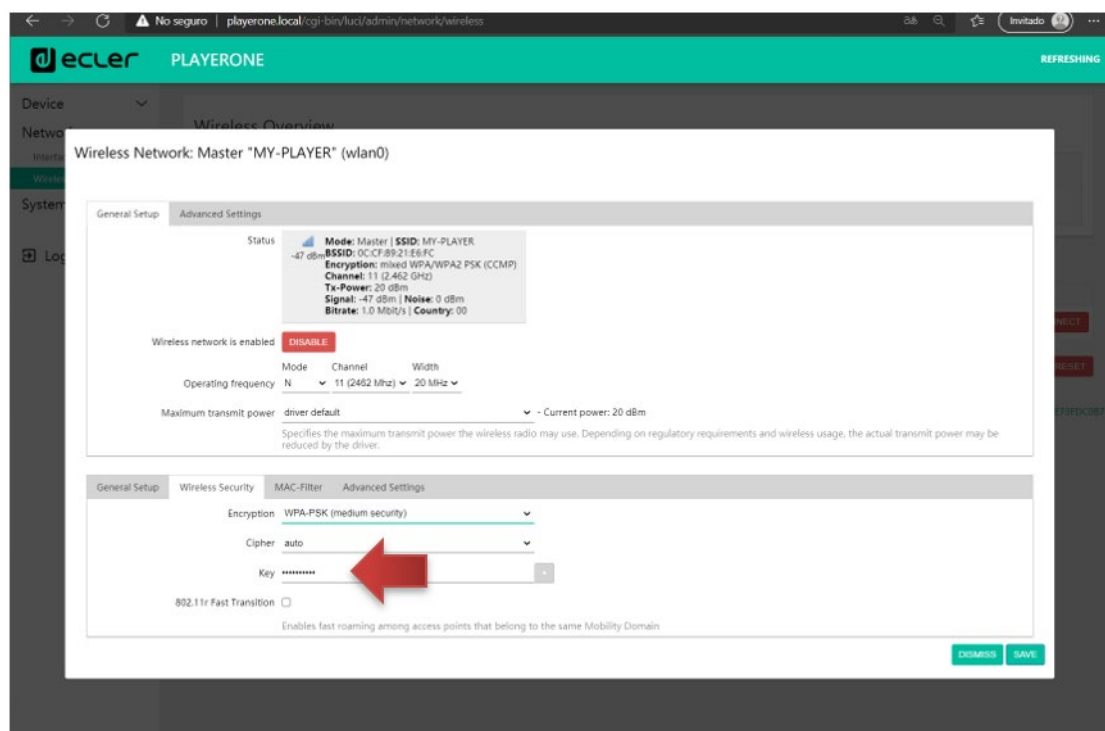 No seguro | playerone.local/cgi-bin/luci/admin/network/wireless
Invitado
ecler PLAYERONE REFRESHING
Device
Wireless Overview
Wireless Network: Master "MY-PLAYER" (wlan0)
System
General Setup Advanced Settings
Status
Mode: Master | SSID: MY-PLAYER
-47 dBm BSSID: 0C:CF:89:21:E6:FC
Encryption: mixed WPA/WPA2 PSK (CCMP)
Channel: 11 (2.462 GHz)
Tx-Power: 20 dBm
Signal: -47 dBm | Noise: 0 dBm
Bitrate: 1.0 Mbit/s | Country: 00
Wireless network is enabled DISABLE
Mode Channel Width
Operating frequency N 11 (2462 Mhz) 20 MHz
Maximum transmit power driver default - Current power: 20 dBm
Specifies the maximum transmit power the wireless radio may use. Depending on regulatory requirements and wireless usage, the actual transmit power may be
reduced by the driver.
General Setup Wireless Security MAC-Filter Advanced Settings
Encryption WPA-PSK (medium security)
Cipher auto
Key ••••••••••
802.11r Fast Transition
Enables fast roaming among access points that belong to the same Mobility Domain
DISMISS SAVE